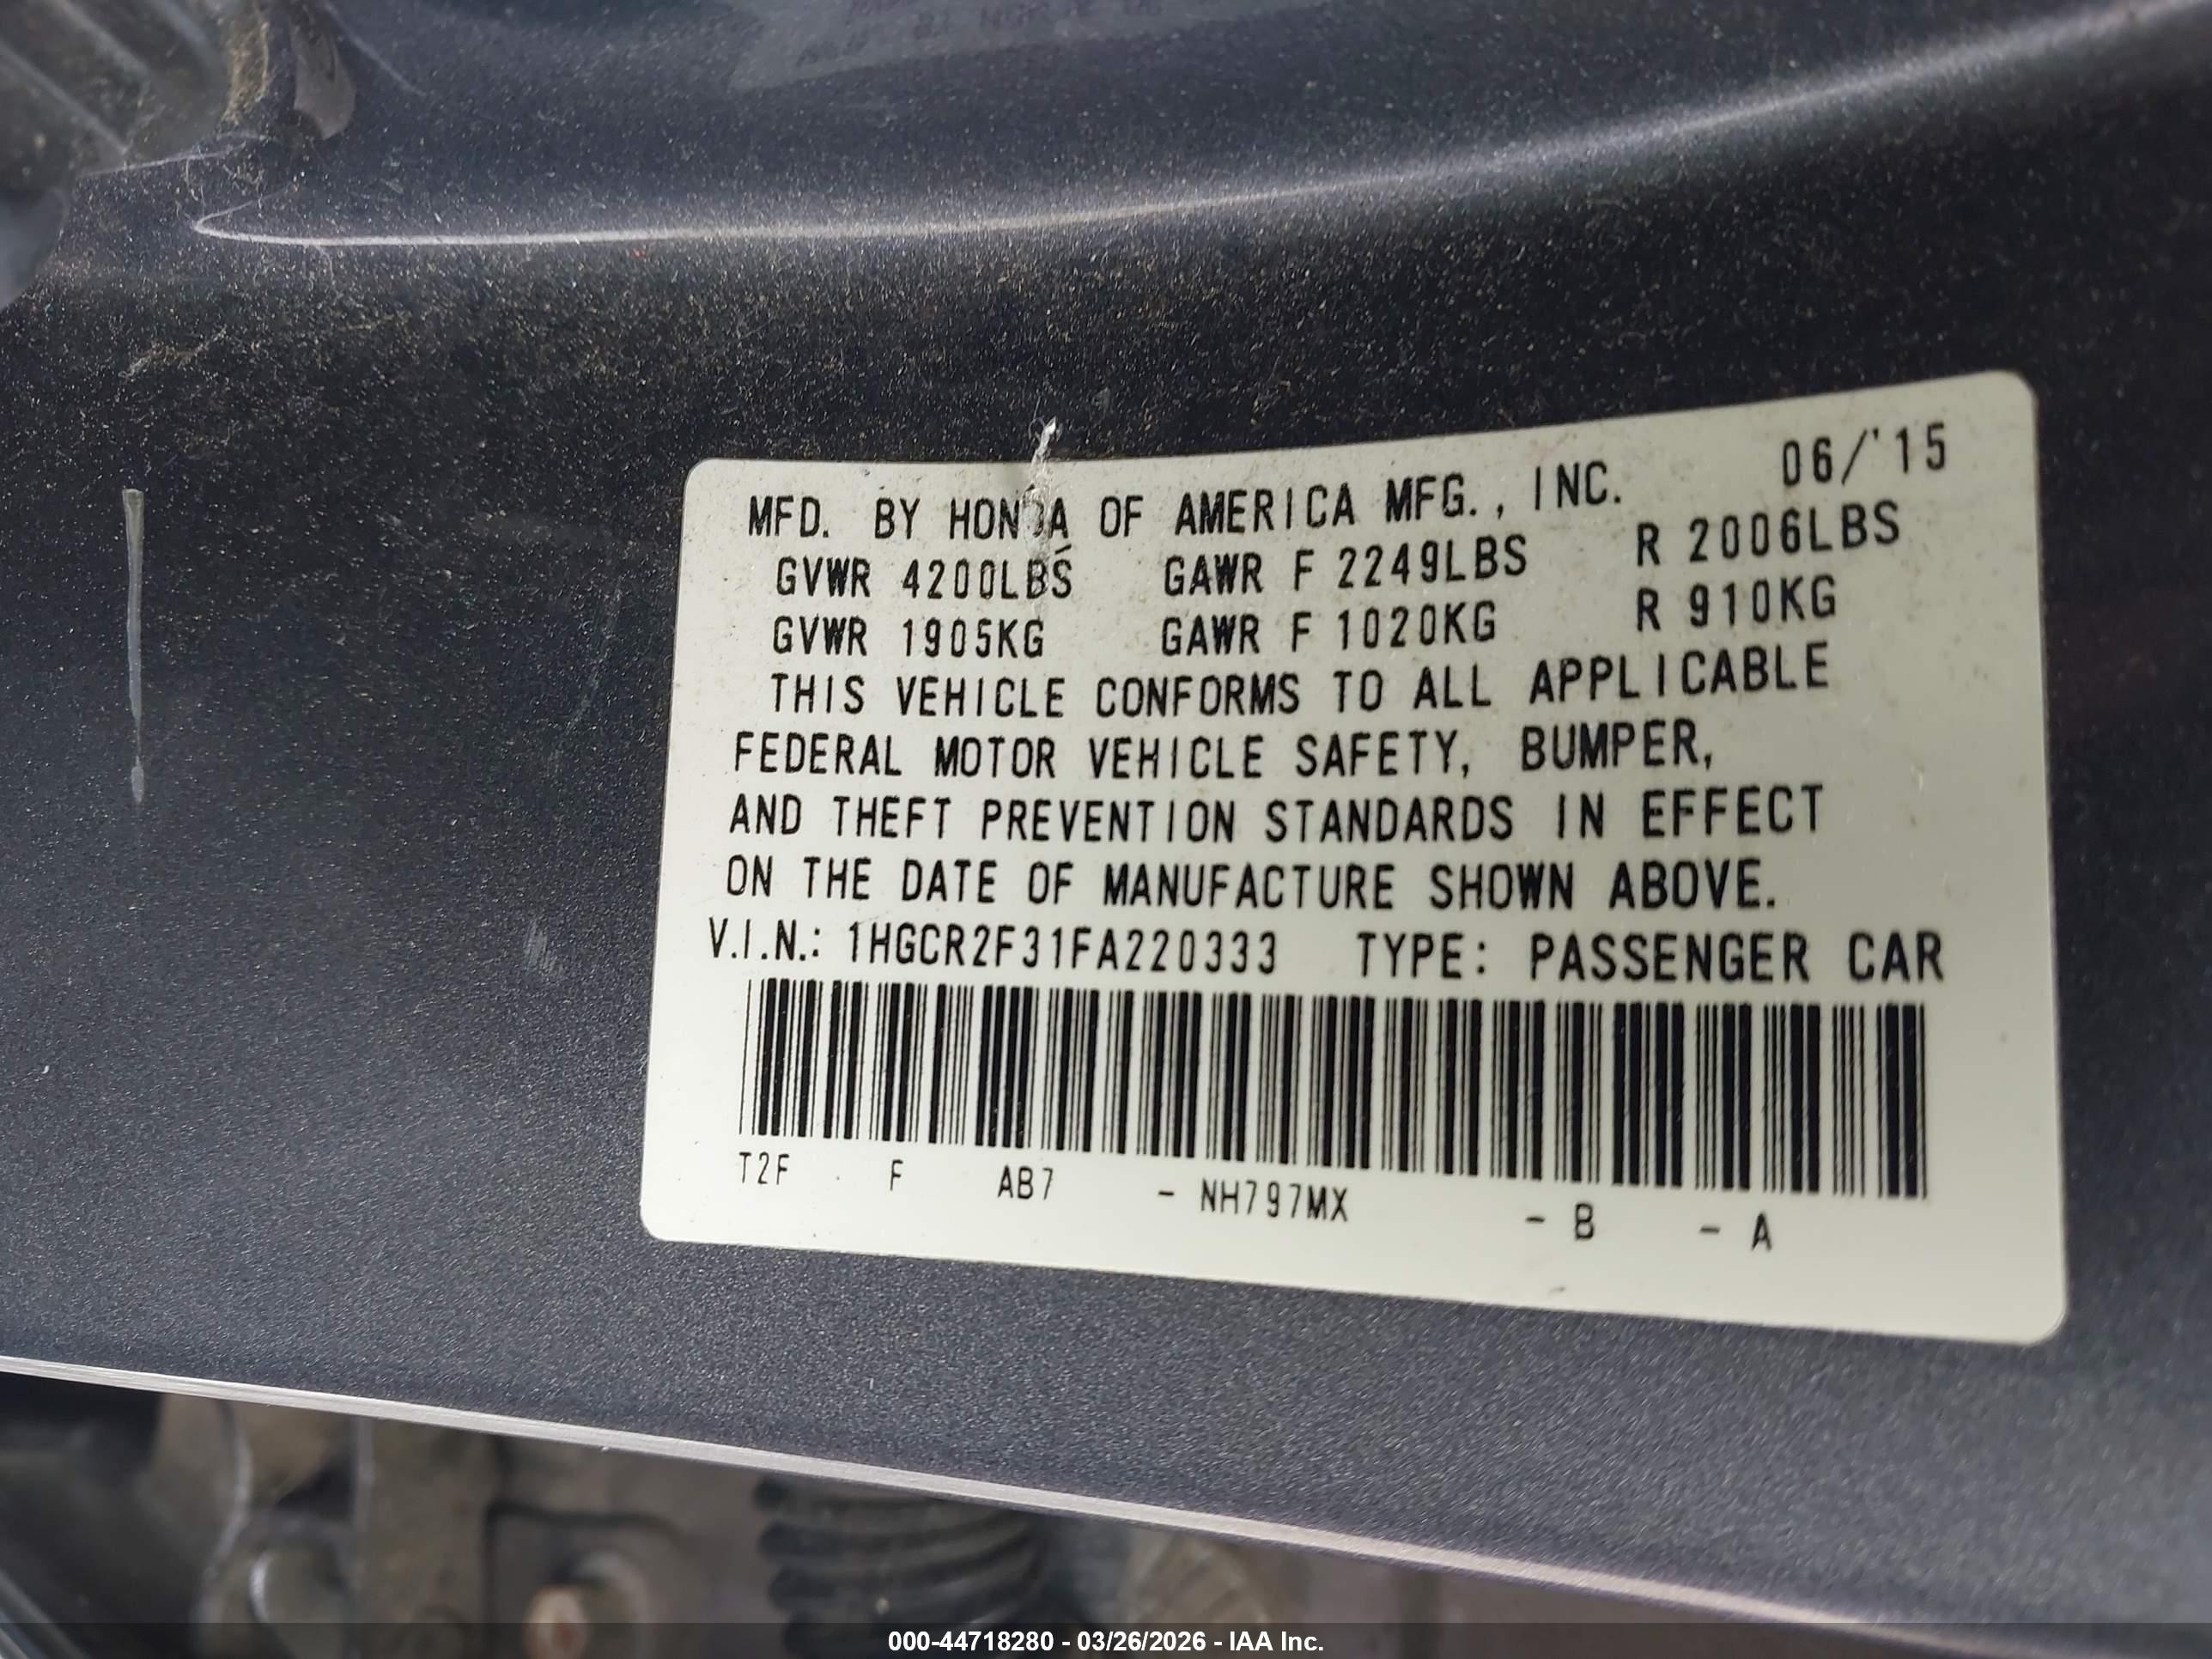 MFD. BY HONDA OF AMERICA MFG., INC. 06/'15
GVWR 4200LBS GAWR F 2249LBS R 2006LBS
GVWR 1905KG GAWR F 1020KG R 910KG
THIS VEHICLE CONFORMS TO ALL APPLICABLE
FEDERAL MOTOR VEHICLE SAFETY, BUMPER,
AND THEFT PREVENTION STANDARDS IN EFFECT
ON THE DATE OF MANUFACTURE SHOWN ABOVE.
V.I.N.: 1HGCR2F31FA220333 TYPE: PASSENGER CAR
T2F F AB7 - NH797MX - B - A
000-44718280 - 03/26/2026 - IAA Inc.